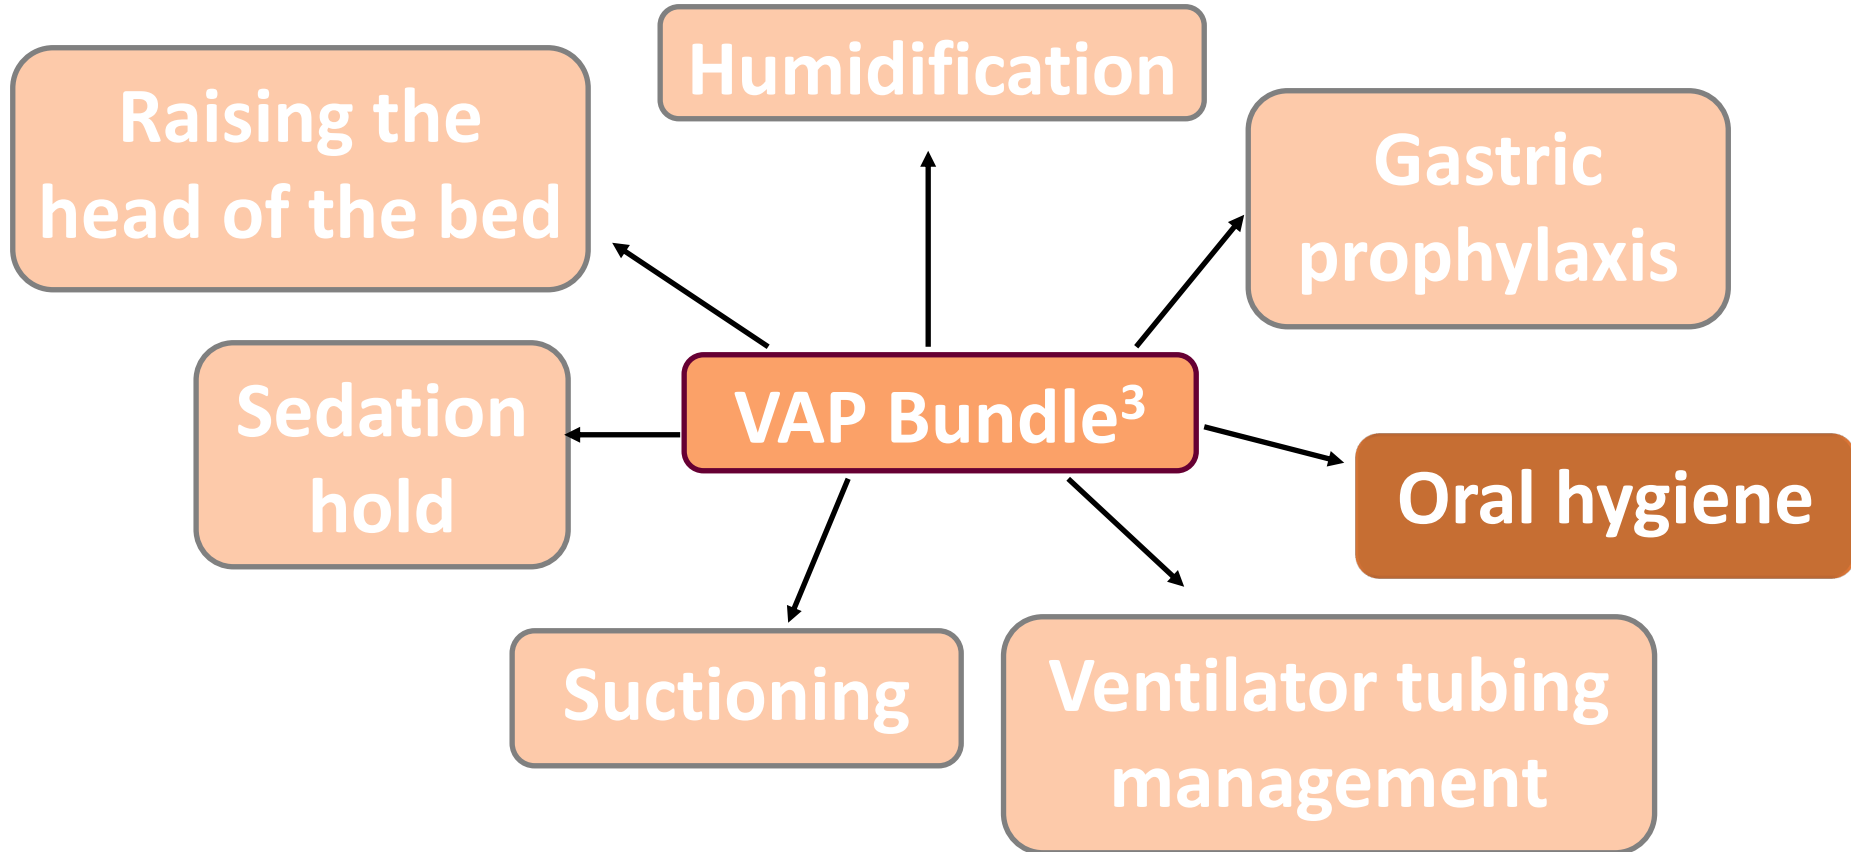 Humidification
Raising the
head of the bed
Gastric
prophylaxis
Sedation
hold
VAP Bundle³
Oral hygiene
Suctioning
Ventilator tubing
management